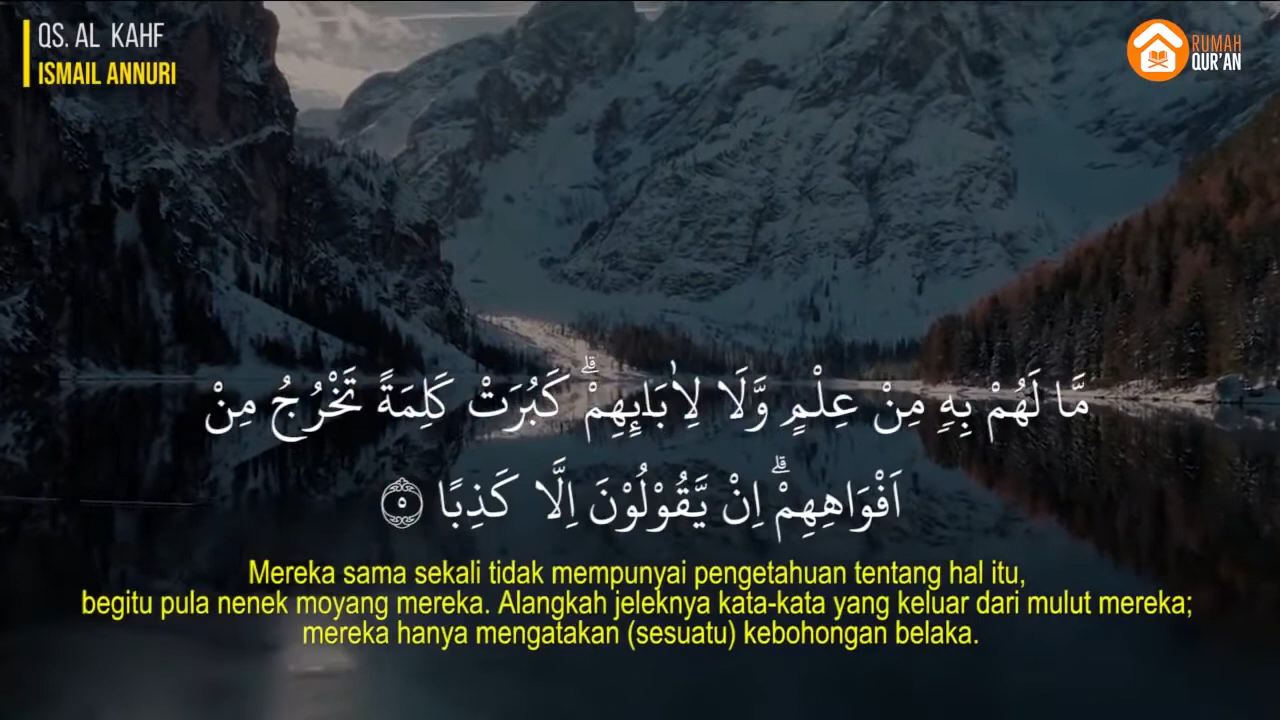 QS. AL KAHF
ISMAIL ANNURI
RUMAH
QUR'AN
مَّا لَهُمْ بِهٖ مِنْ عِلْمٍ وَّلَا لِاٰبَاۤىِٕهِمْۗ كَبُرَتْ كَلِمَةً تَخْرُجُ مِنْ
اَفْوَاهِهِمْۗ اِنْ يَّقُوْلُوْنَ اِلَّا كَذِبًا ۝٥
Mereka sama sekali tidak mempunyai pengetahuan tentang hal itu,
begitu pula nenek moyang mereka. Alangkah jeleknya kata-kata yang keluar dari mulut mereka;
mereka hanya mengatakan (sesuatu) kebohongan belaka.